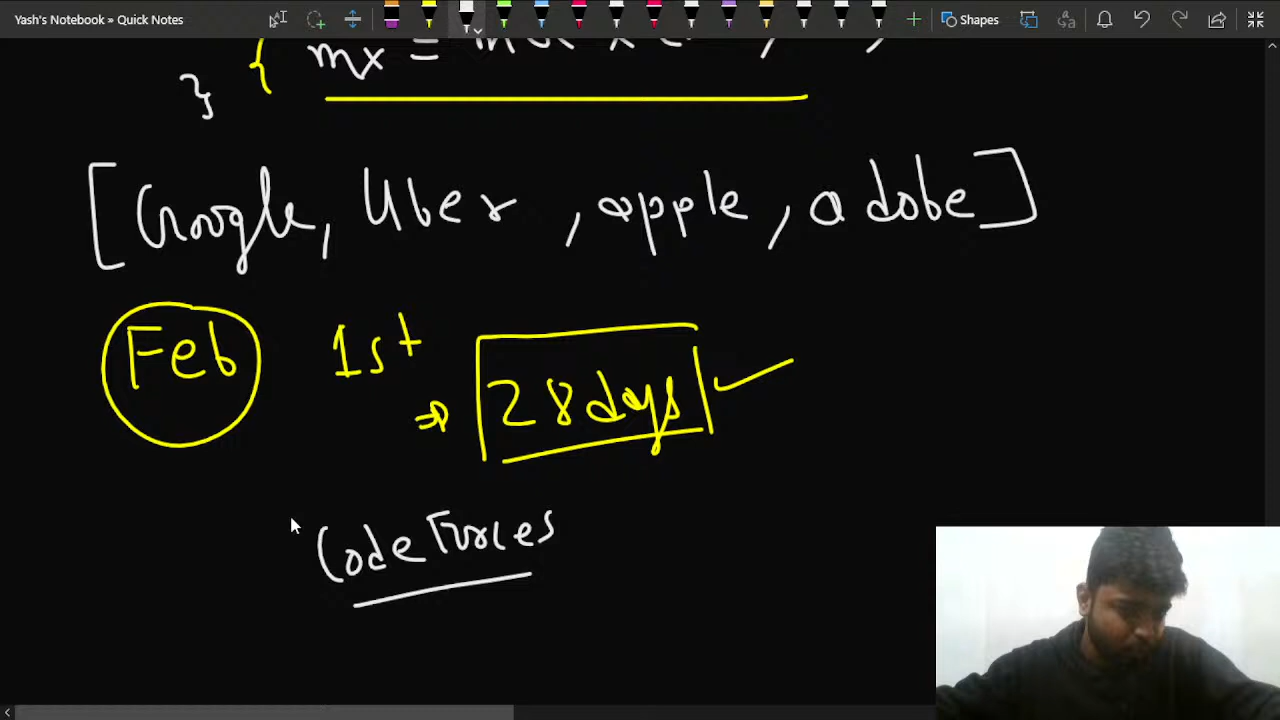 Yash's Notebook » Quick Notes
Shapes
{ mx =
}
[Google, Uber, apple, adobe]
Feb 1st
⇒ 28 days
CodeForces